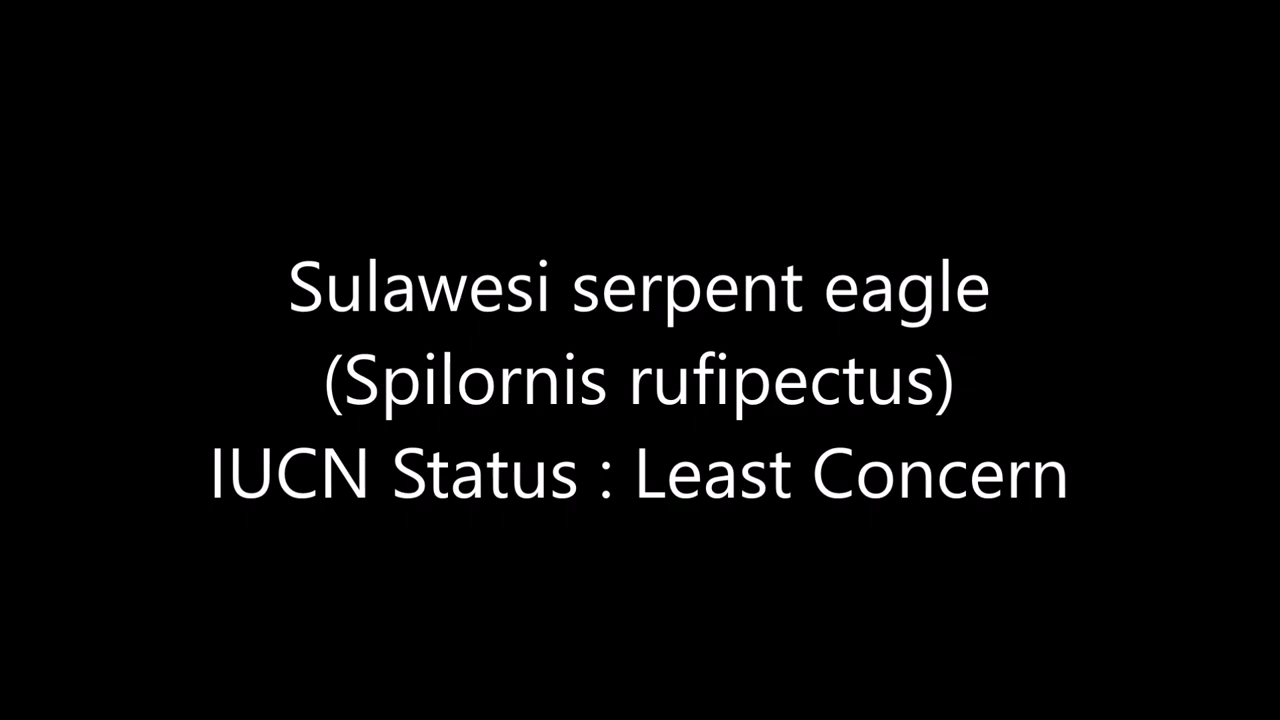 Sulawesi serpent eagle
(Spilornis rufipectus)
IUCN Status : Least Concern